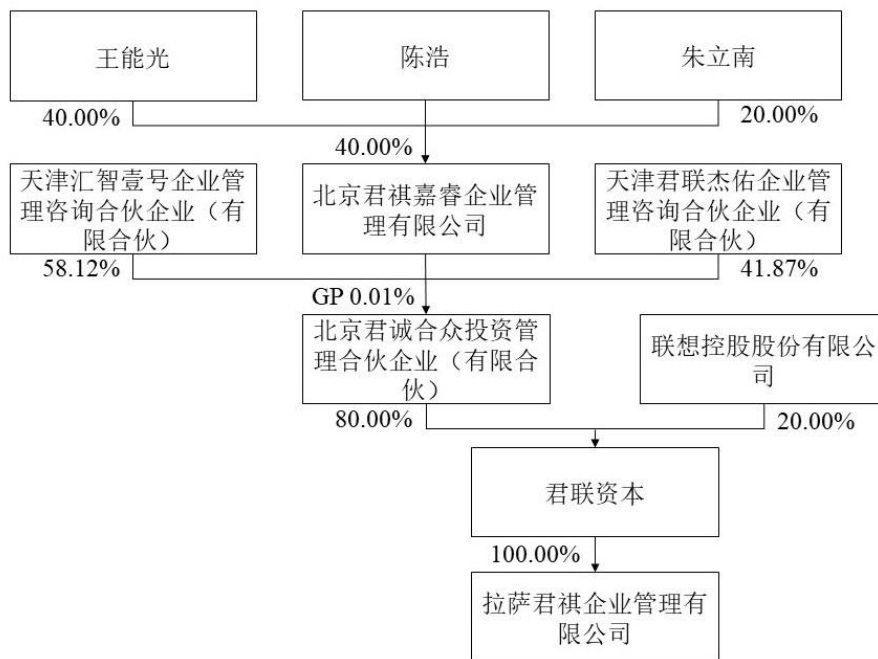 王能光
陈浩
朱立南
40.00%
20.00%
40.00%
天津汇智壹号企业管
理咨询合伙企业（有
限合伙）
北京君祺嘉睿企业管
理有限公司
天津君联杰佑企业管
理咨询合伙企业（有
限合伙）
58.12%
41.87%
GP 0.01%
北京君诚合众投资管
理合伙企业（有限合
伙）
联想控股股份有限公
司
80.00%
20.00%
君联资本
100.00%
拉萨君祺企业管理有
限公司